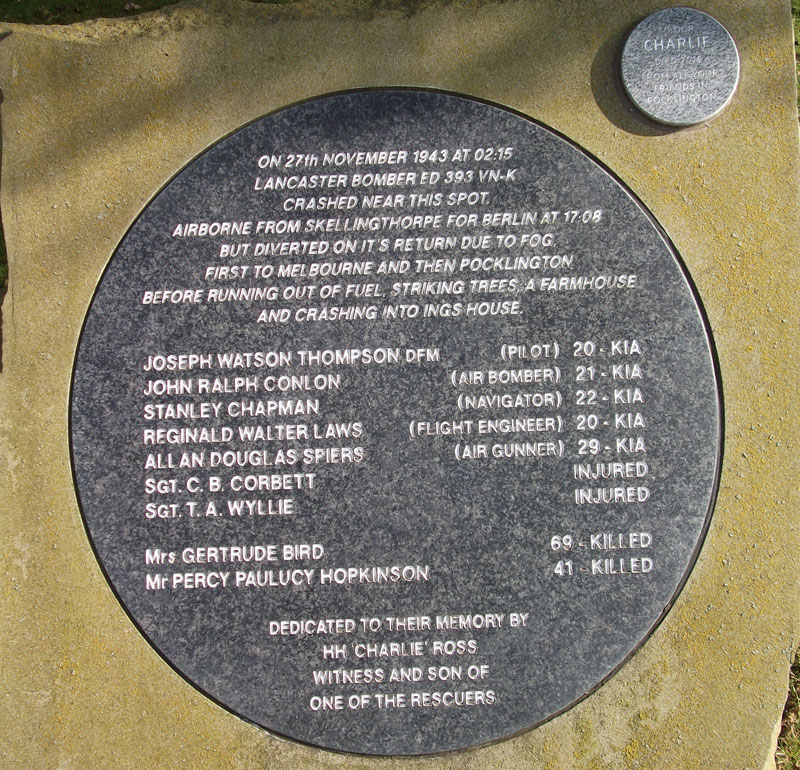 CHARLIE
FROM ALL YOUR
FRIENDS IN
POCKLINGTON
ON 27th NOVEMBER 1943 AT 02:15
LANCASTER BOMBER ED 393 VN-K
CRASHED NEAR THIS SPOT.
AIRBORNE FROM SKELLINGTHORPE FOR BERLIN AT 17:08
BUT DIVERTED ON IT'S RETURN DUE TO FOG,
FIRST TO MELBOURNE AND THEN POCKLINGTON
BEFORE RUNNING OUT OF FUEL, STRIKING TREES, A FARMHOUSE
AND CRASHING INTO INGS HOUSE.
JOSEPH WATSON THOMPSON DFM (PILOT) 20 - KIA
JOHN RALPH CONLON (AIR BOMBER) 21 - KIA
STANLEY CHAPMAN (NAVIGATOR) 22 - KIA
REGINALD WALTER LAWS (FLIGHT ENGINEER) 20 - KIA
ALLAN DOUGLAS SPIERS (AIR GUNNER) 29 - KIA
SGT. C. B. CORBETT INJURED
SGT. T. A. WYLLIE INJURED
Mrs GERTRUDE BIRD 69 - KILLED
Mr PERCY PAULUCY HOPKINSON 41 - KILLED
DEDICATED TO THEIR MEMORY BY
HH 'CHARLIE' ROSS
WITNESS AND SON OF
ONE OF THE RESCUERS